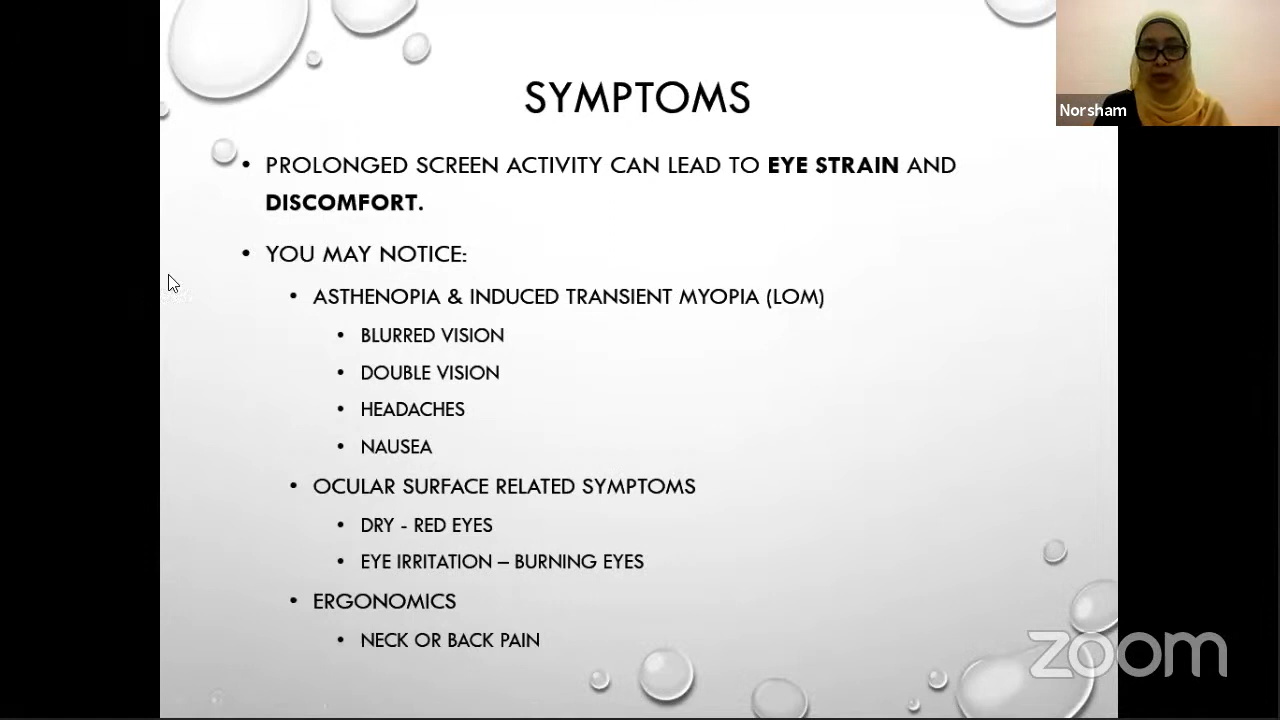 SYMPTOMS
Norsham
• PROLONGED SCREEN ACTIVITY CAN LEAD TO EYE STRAIN AND
DISCOMFORT.
• YOU MAY NOTICE:
• ASTHENOPIA & INDUCED TRANSIENT MYOPIA (LOM)
• BLURRED VISION
• DOUBLE VISION
• HEADACHES
• NAUSEA
• OCULAR SURFACE RELATED SYMPTOMS
• DRY - RED EYES
• EYE IRRITATION – BURNING EYES
• ERGONOMICS
• NECK OR BACK PAIN
zoom